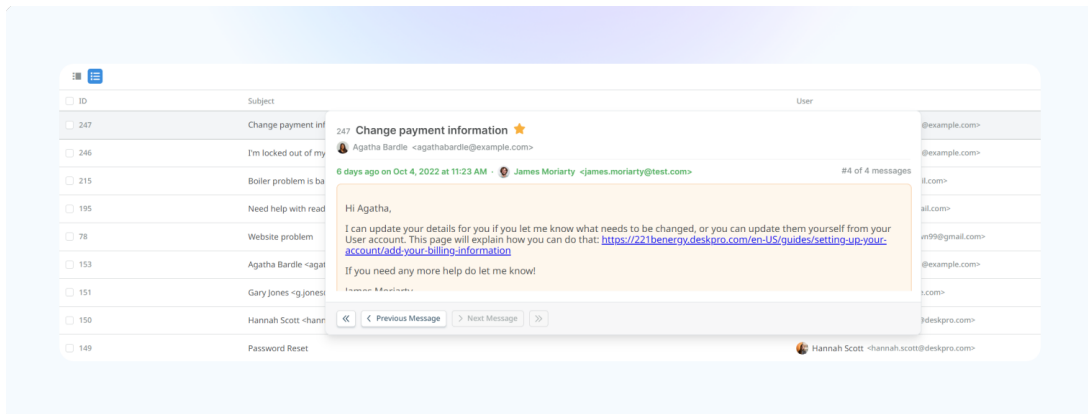 ID Subject User
247 Change payment inf @example.com>
246 I'm locked out of my @example.com>
215 Boiler problem is ba il.com>
195 Need help with read ail.com>
78 Website problem vn99@gmail.com>
153 Agatha Bardle <agat @example.com>
151 Gary Jones <g.jones .com>
150 Hannah Scott <hann @deskpro.com>
149 Password Reset Hannah Scott <hannah.scott@deskpro.com>
247 Change payment information
Agatha Bardle <agathabardle@example.com>
6 days ago on Oct 4, 2022 at 11:23 AM · James Moriarty <james.moriarty@test.com> #4 of 4 messages
Hi Agatha,
I can update your details for you if you let me know what needs to be changed, or you can update them yourself from your
User account. This page will explain how you can do that: https://221benergy.deskpro.com/en-US/guides/setting-up-your-
account/add-your-billing-information
If you need any more help do let me know!
James Moriarty
Previous Message Next Message